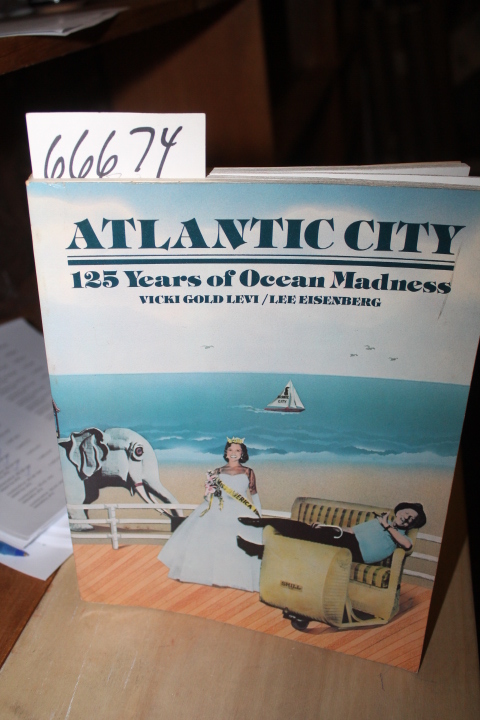 66674
ATLANTIC CITY
125 Years of Ocean Madness
VICKI GOLD LEVI / LEE EISENBERG